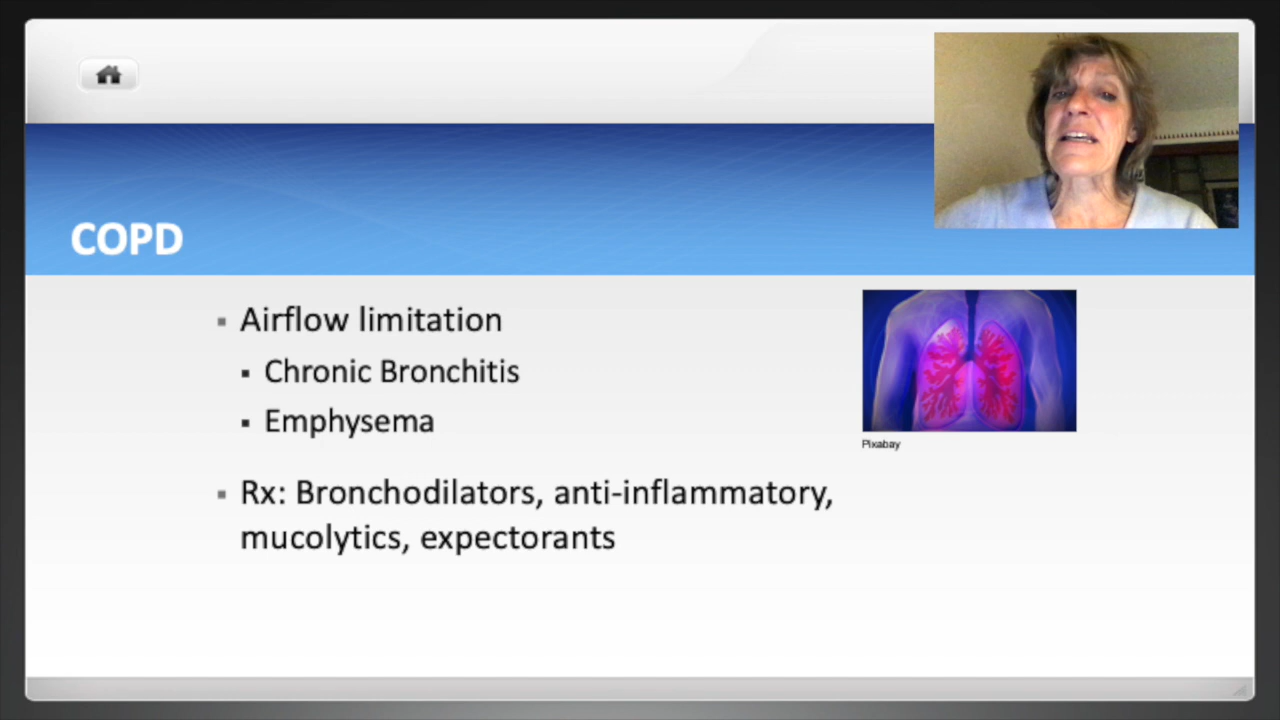 COPD
▪ Airflow limitation
▪ Chronic Bronchitis
▪ Emphysema
▪ Rx: Bronchodilators, anti-inflammatory,
mucolytics, expectorants
Pixabay